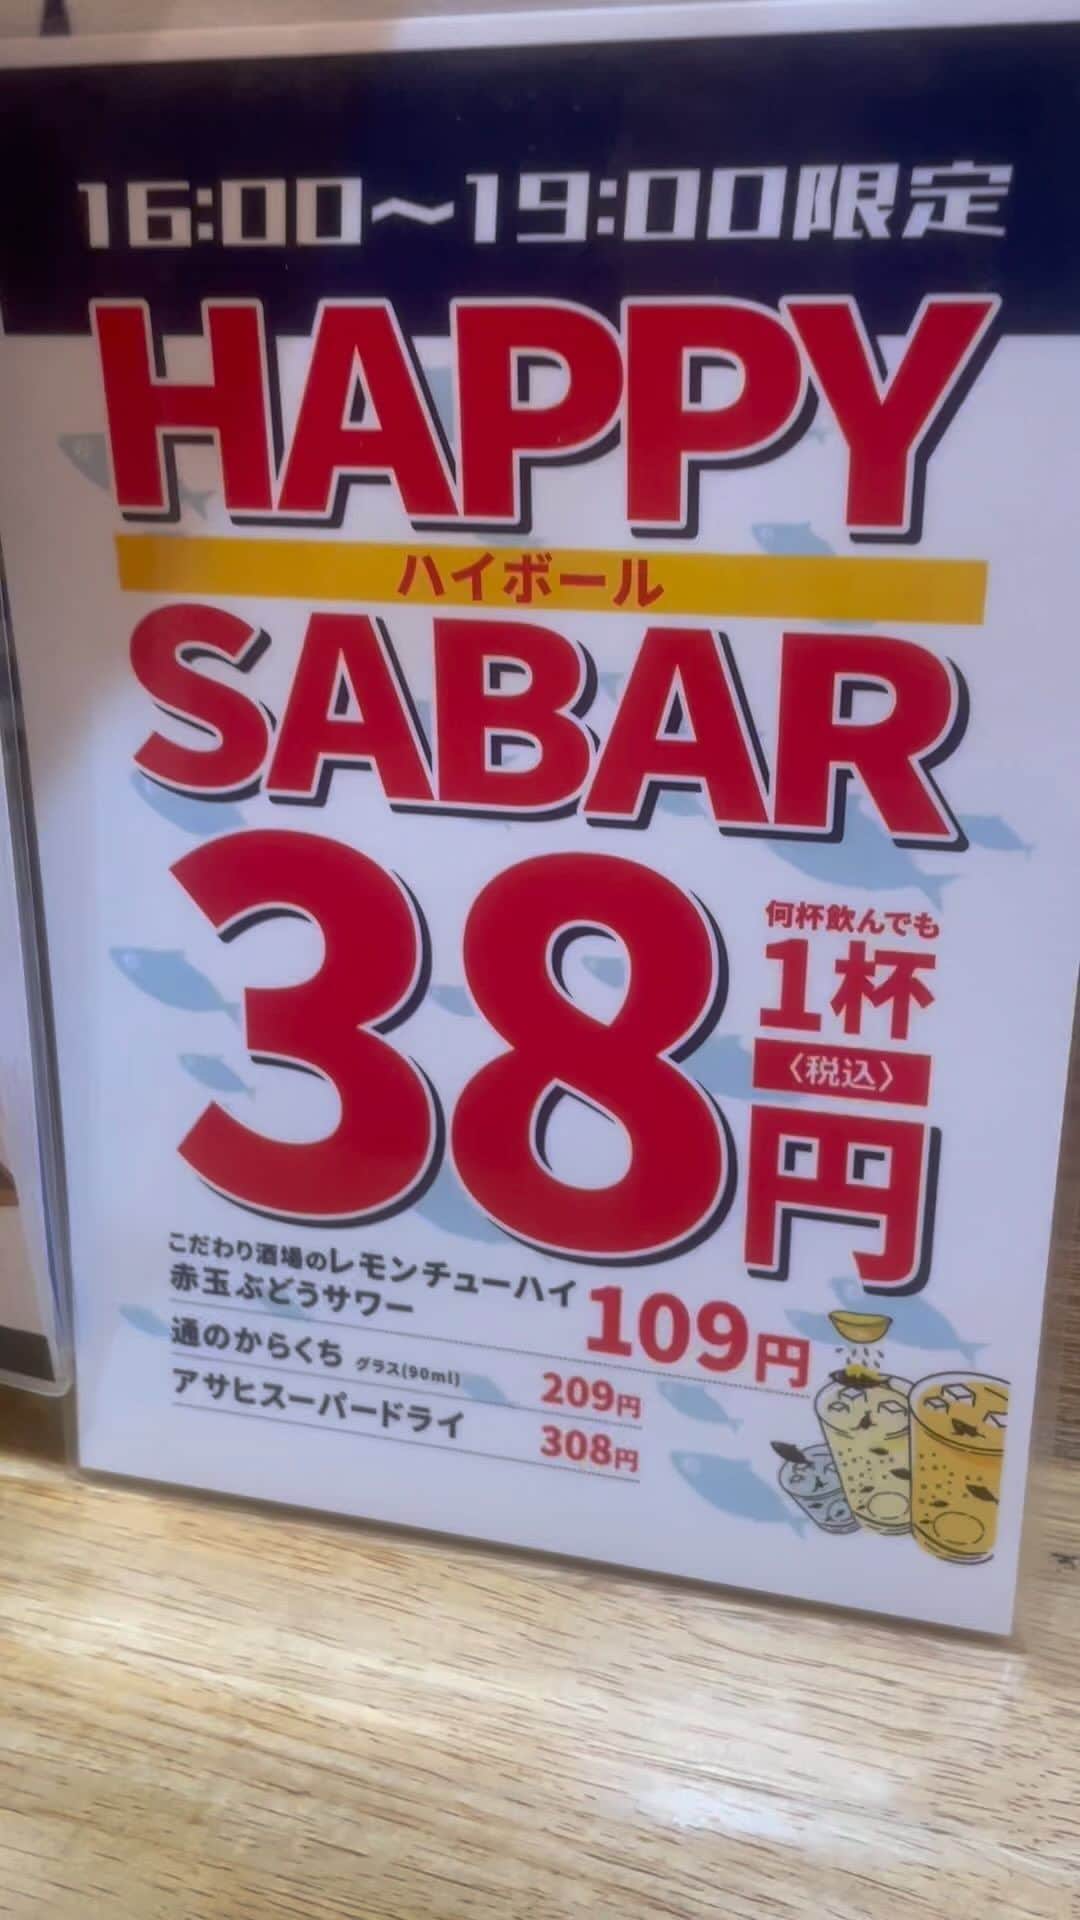 16:00〜19:00限定
HAPPY
ハイボール
SABAR
38
何杯飲んでも
1杯
〈税込〉
円
こだわり酒場のレモンチューハイ
赤玉ぶどうサワー
109円
通のからくち グラス(90ml)
209円
アサヒスーパードライ
308円